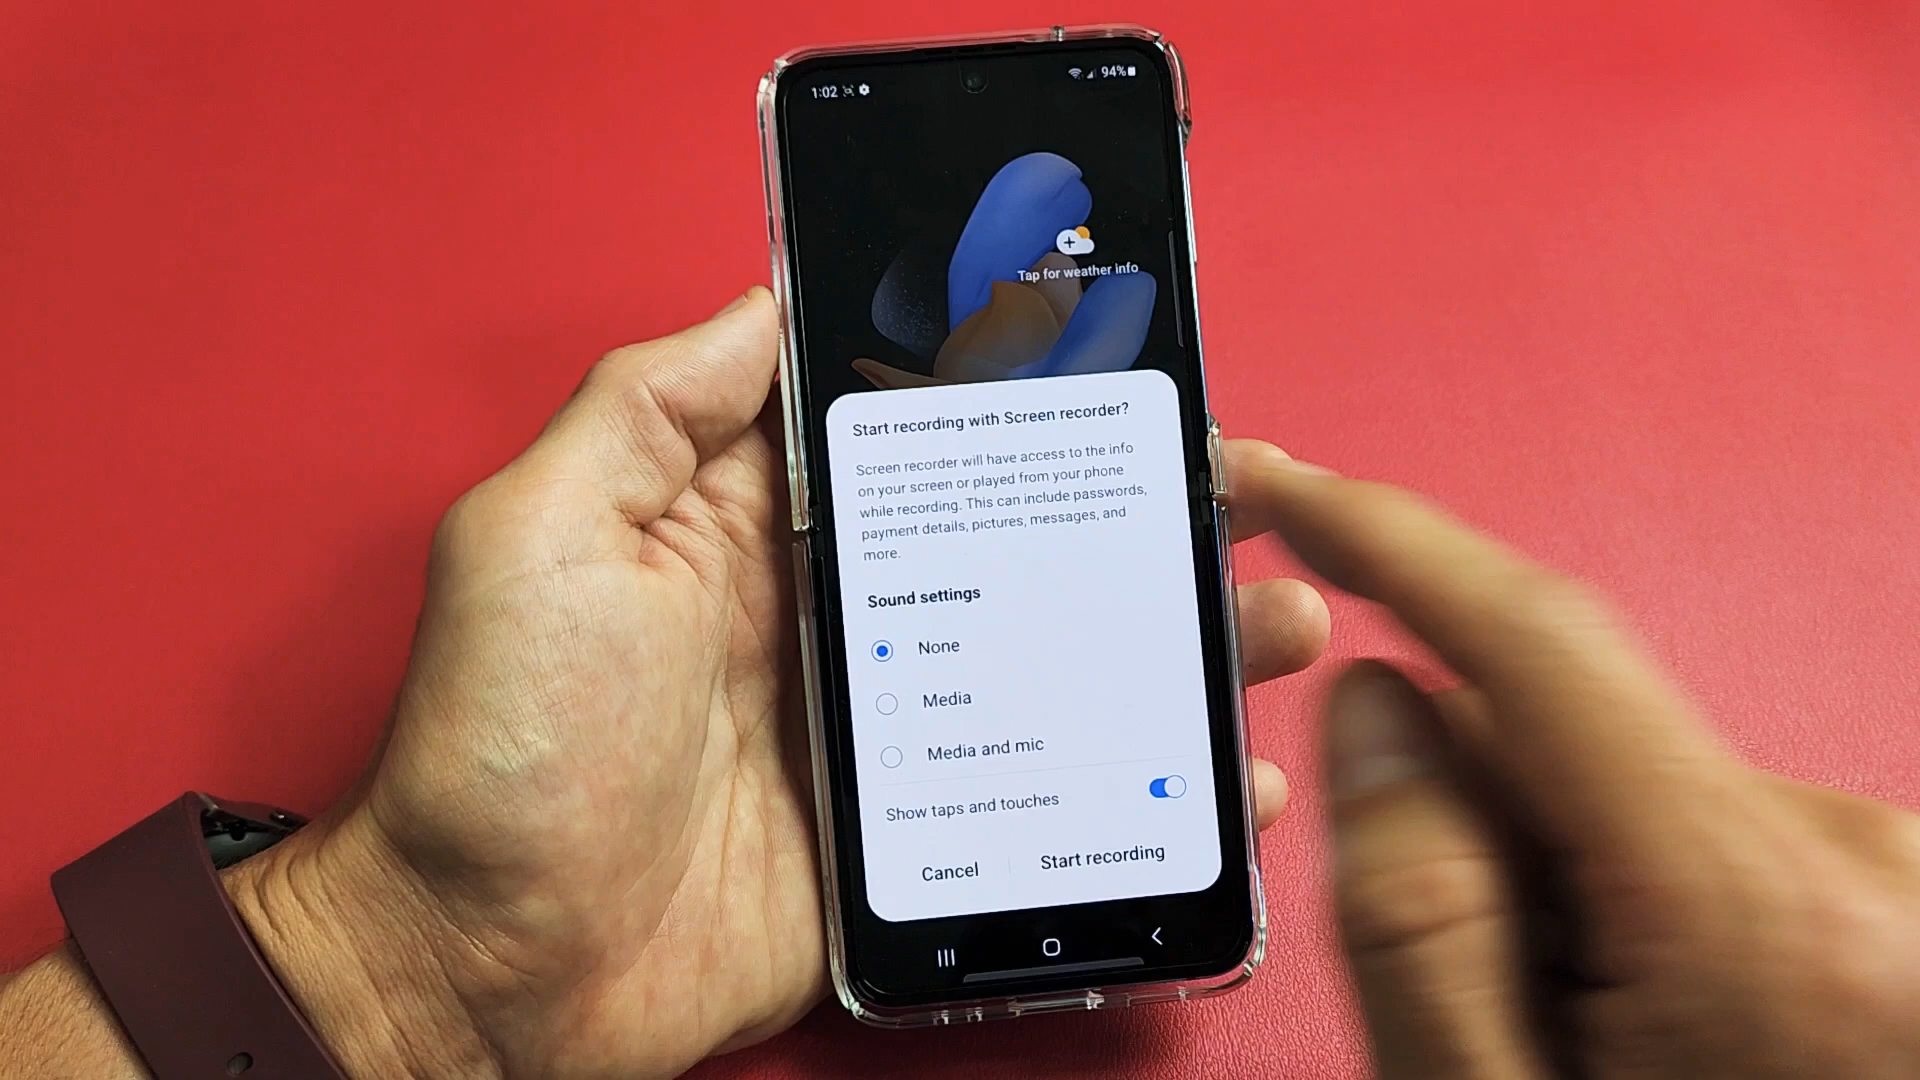 1:02
94%
Tap for weather info
Start recording with Screen recorder?
Screen recorder will have access to the info
on your screen or played from your phone
while recording. This can include passwords,
payment details, pictures, messages, and
more.
Sound settings
None
Media
Media and mic
Show taps and touches
Cancel
Start recording